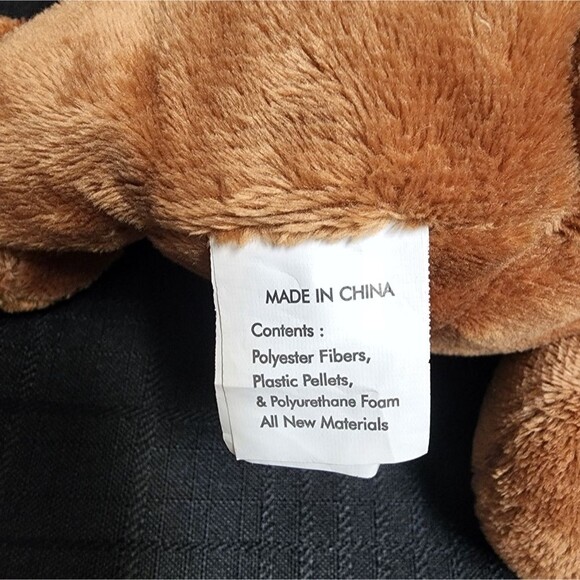 MADE IN CHINA
Contents :
Polyester Fibers,
Plastic Pellets,
& Polyurethane Foam
All New Materials